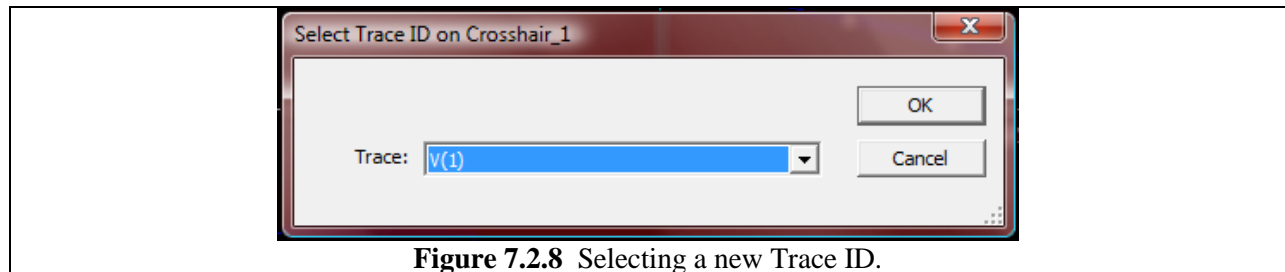 Select Trace ID on Crosshair_1
OK
Trace: V(1)
Cancel
Figure 7.2.8 Selecting a new Trace ID.